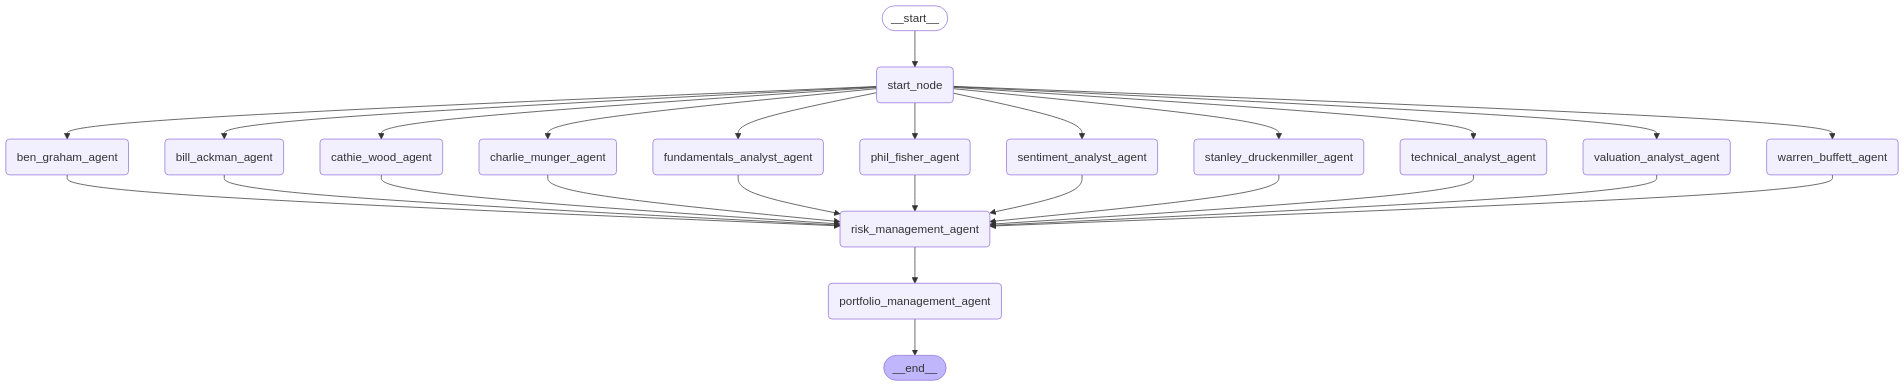 __start__
start_node
ben_graham_agent
bill_ackman_agent
cathie_wood_agent
charlie_munger_agent
fundamentals_analyst_agent
phil_fisher_agent
sentiment_analyst_agent
stanley_druckenmiller_agent
technical_analyst_agent
valuation_analyst_agent
warren_buffett_agent
risk_management_agent
portfolio_management_agent
__end__